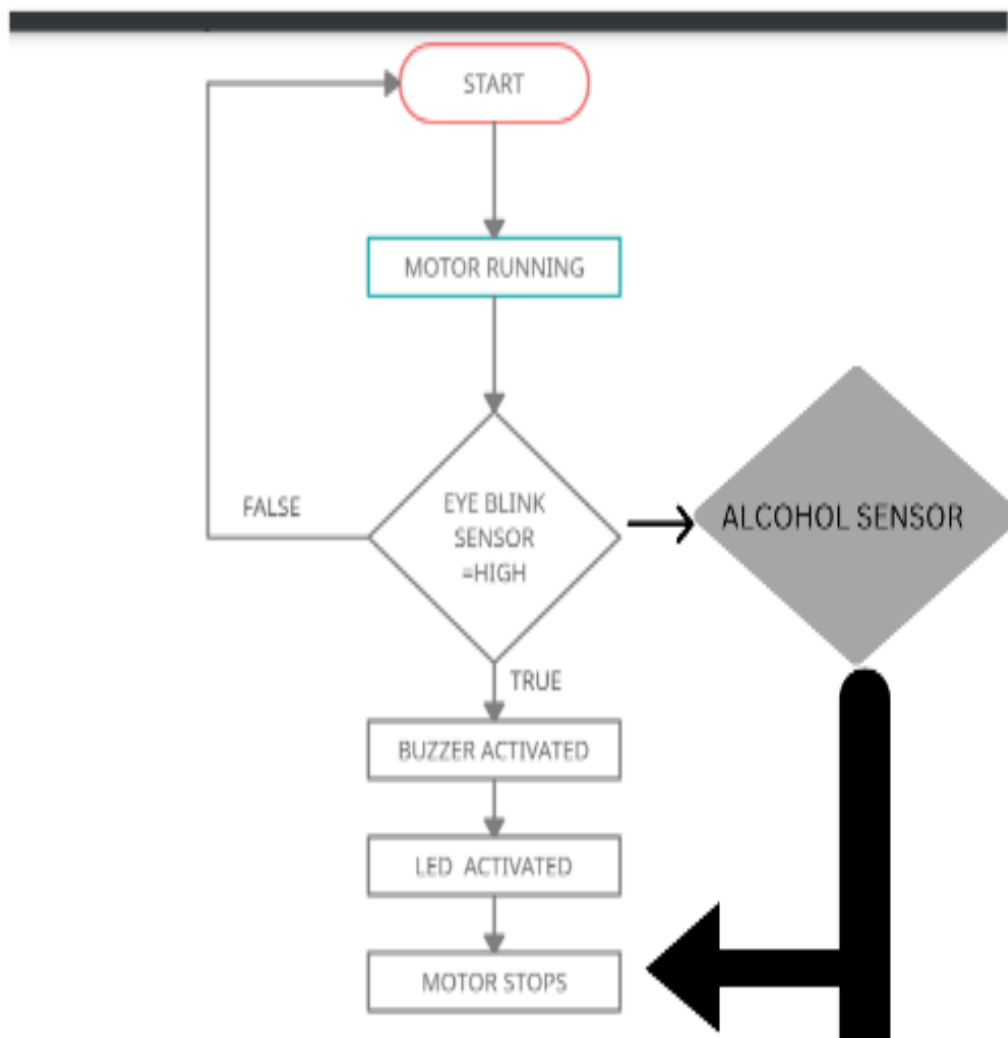 START
MOTOR RUNNING
EYE BLINK
SENSOR
=HIGH
FALSE
ALCOHOL SENSOR
TRUE
BUZZER ACTIVATED
LED ACTIVATED
MOTOR STOPS